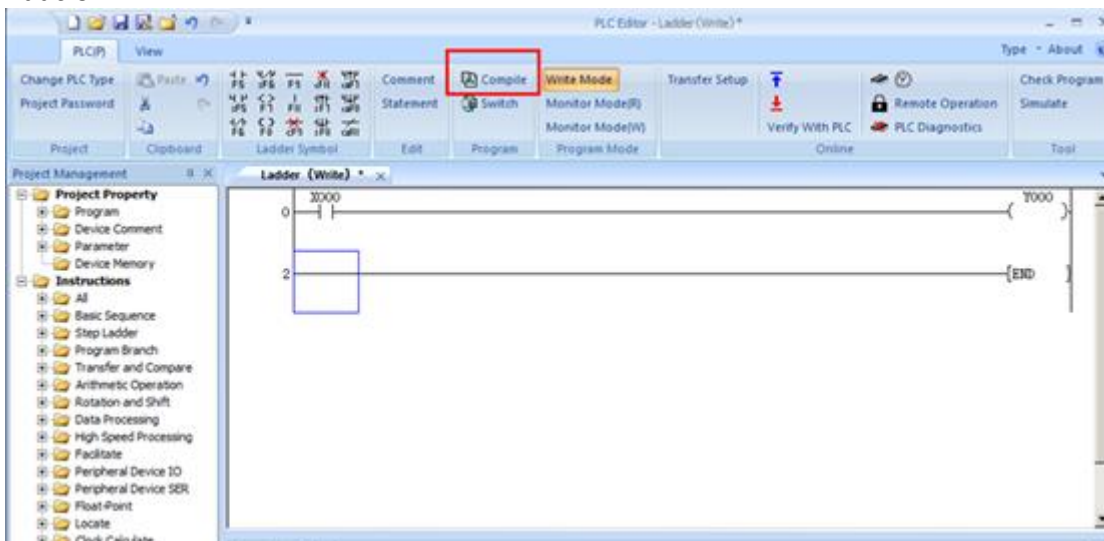 PLC Editor - Ladder (Write) *
PLC(P) View Type About
Change PLC Type Paste Comment Compile Write Mode Transfer Setup Check Program
Project Password Statement Switch Monitor Mode(R) Remote Operation Simulate
Monitor Mode(W) Verify With PLC PLC Diagnostics
Project Clipboard Ladder Symbol Edit Program Program Mode Online Tool
Project Management Ladder (Write) *
Project Property
Program
Device Comment
Parameter
Device Memory
Instructions
All
Basic Sequence
Step Ladder
Program Branch
Transfer and Compare
Arithmetic Operation
Rotation and Shift
Data Processing
High Speed Processing
Facilitate
Peripheral Device IO
Peripheral Device SER
Float-Point
Locate
Clock Calculate
X000 Y000
0
2 END